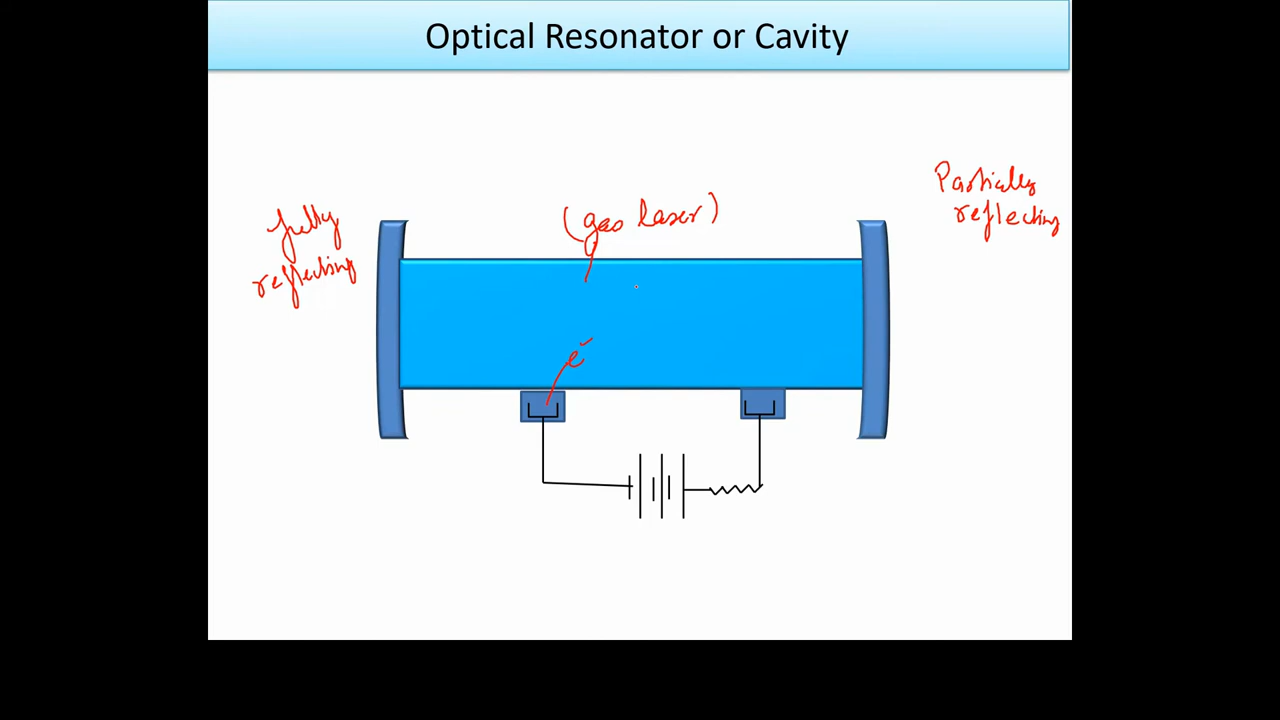 Optical Resonator or Cavity
Partially
reflecting
fully
reflecting
(gas laser)
e-